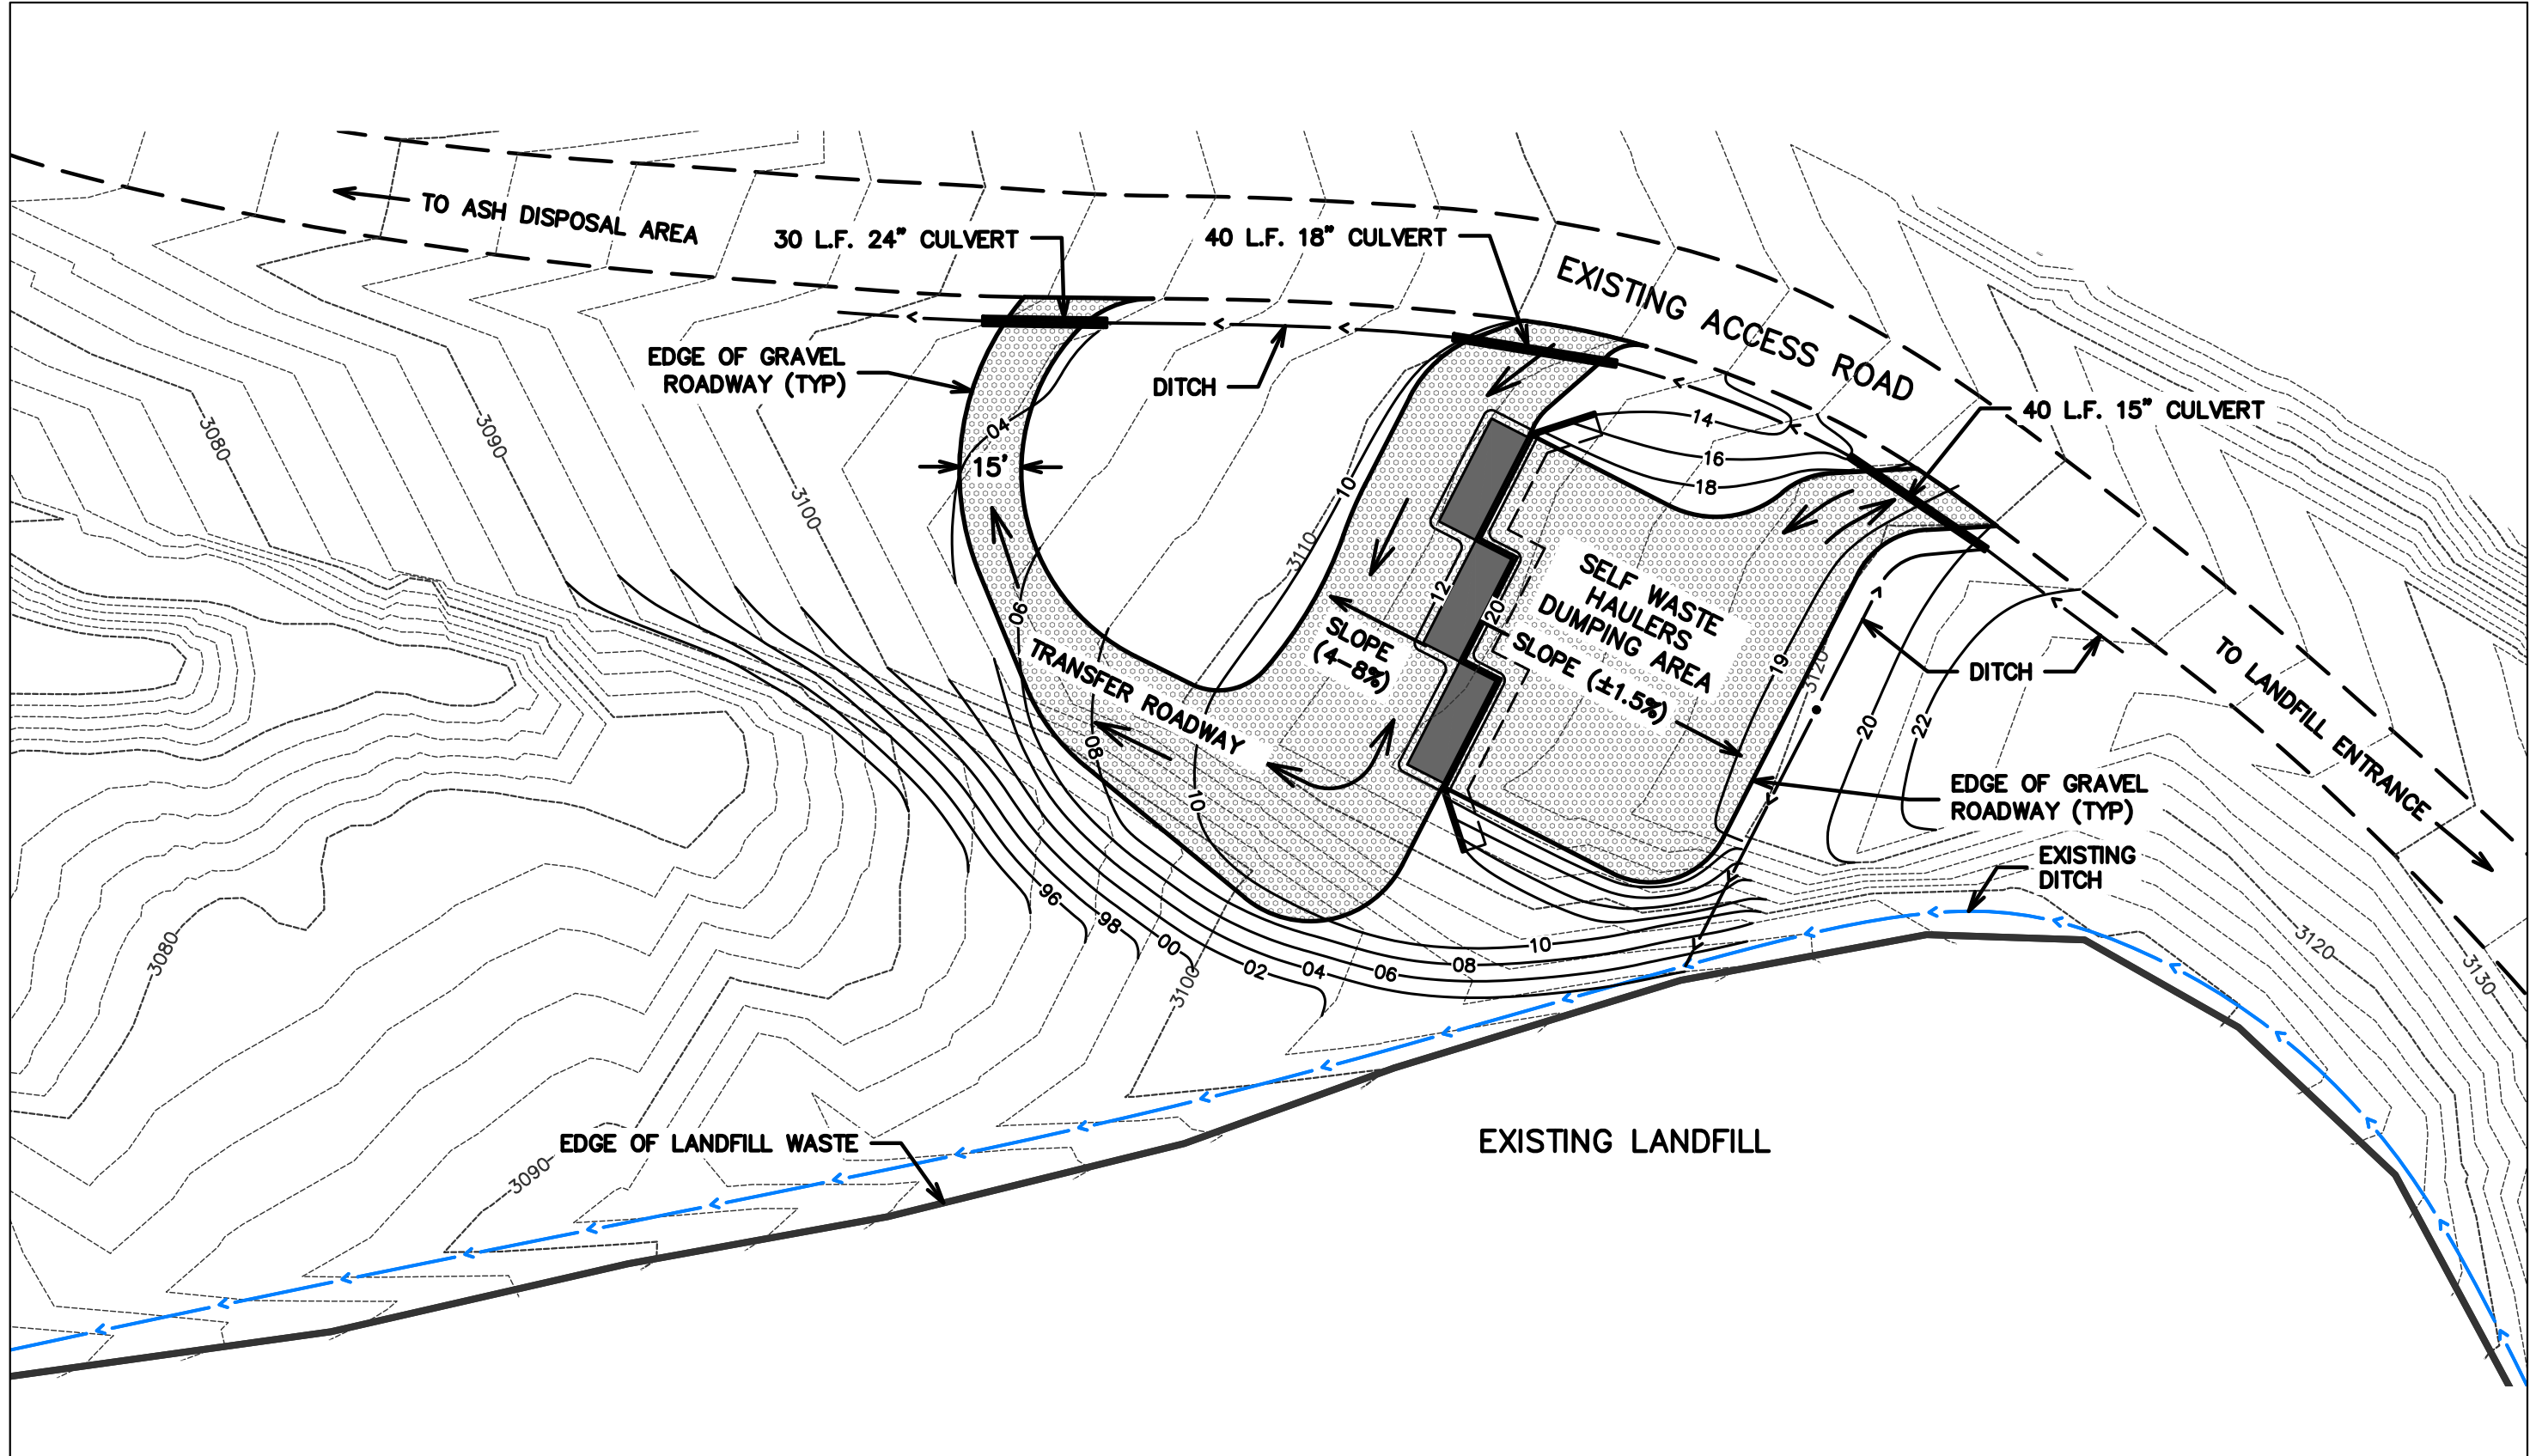 TO ASH DISPOSAL AREA
30 L.F. 24" CULVERT
40 L.F. 18" CULVERT
EXISTING ACCESS ROAD
EDGE OF GRAVEL
ROADWAY (TYP)
DITCH
40 L.F. 15" CULVERT
04
15'
14
16
18
10
3080
3090
3100
3110
12
20
06
SELF WASTE
HAULERS
DUMPING AREA
SLOPE (±1.5%)
SLOPE
(4-8%)
TRANSFER ROADWAY
08
10
19
3120
20
22
DITCH
TO LANDFILL ENTRANCE
EDGE OF GRAVEL
ROADWAY (TYP)
EXISTING
DITCH
96
98
00
02
04
06
08
10
3080
3100
3120
3130
EDGE OF LANDFILL WASTE
3090
EXISTING LANDFILL